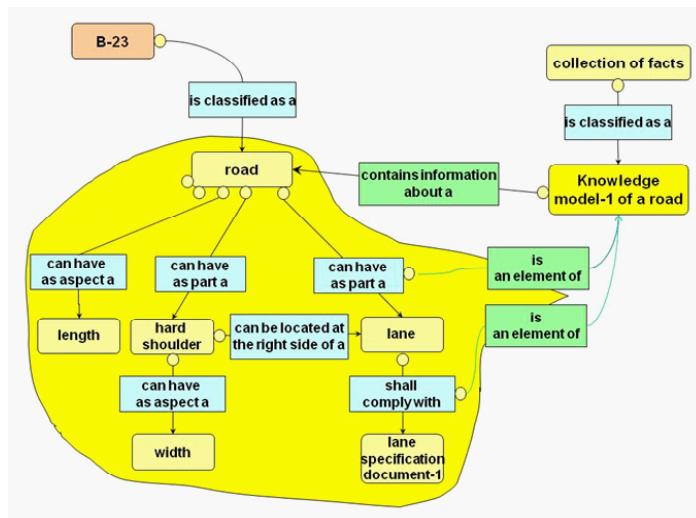 B-23
collection of facts
is classified as a
is classified as a
road
contains information
about a
Knowledge
model-1 of a road
can have
as aspect a
can have
as part a
can have
as part a
is
an element of
is
an element of
length
hard
shoulder
can be located at
the right side of a
lane
can have
as aspect a
shall
comply with
width
lane
specification
document-1